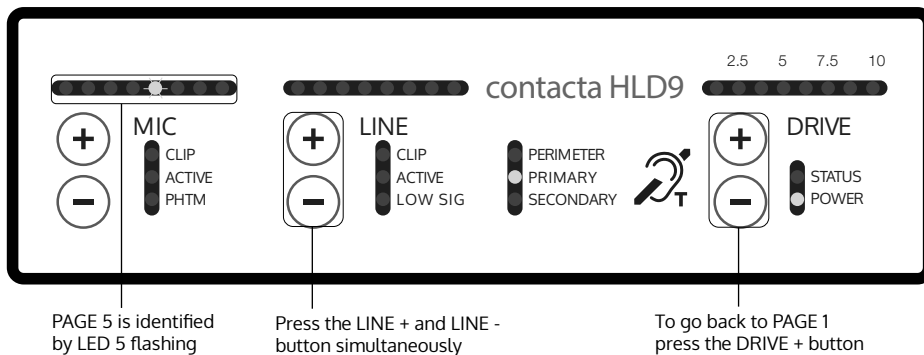 2.5 5 7.5 10
contacta HLD9
+ MIC
CLIP
ACTIVE
PHTM
−
+ LINE
CLIP
ACTIVE
LOW SIG
−
PERIMETER
PRIMARY
SECONDARY
T
+ DRIVE
STATUS
POWER
−
PAGE 5 is identified
by LED 5 flashing
Press the LINE + and LINE -
button simultaneously
To go back to PAGE 1
press the DRIVE + button